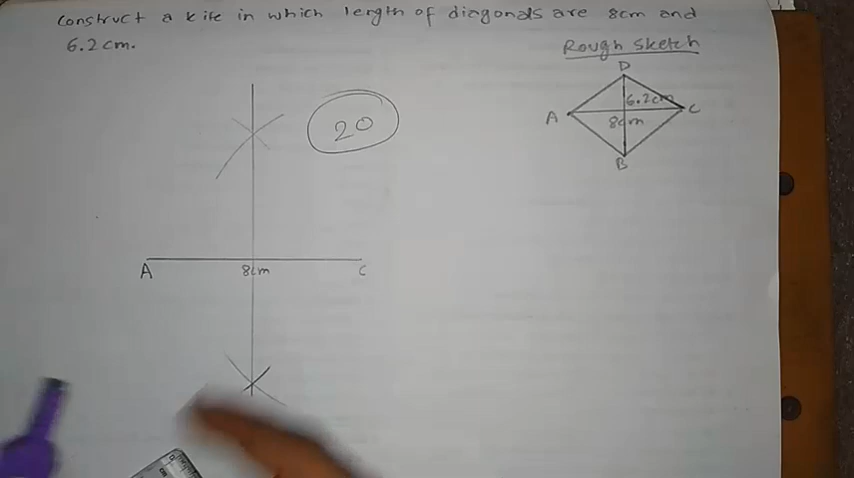 Construct a kite in which length of diagonals are 8cm and
6.2cm.
Rough Sketch
D
6.2cm
A
C
8cm
B
20
A
8cm
C